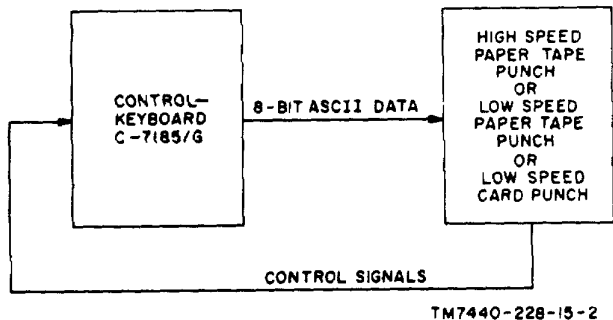 CONTROL-
KEYBOARD
C-7185/G
8-BIT ASCII DATA
HIGH SPEED
PAPER TAPE
PUNCH
OR
LOW SPEED
PAPER TAPE
PUNCH
OR
LOW SPEED
CARD PUNCH
CONTROL SIGNALS
TM7440-228-15-2